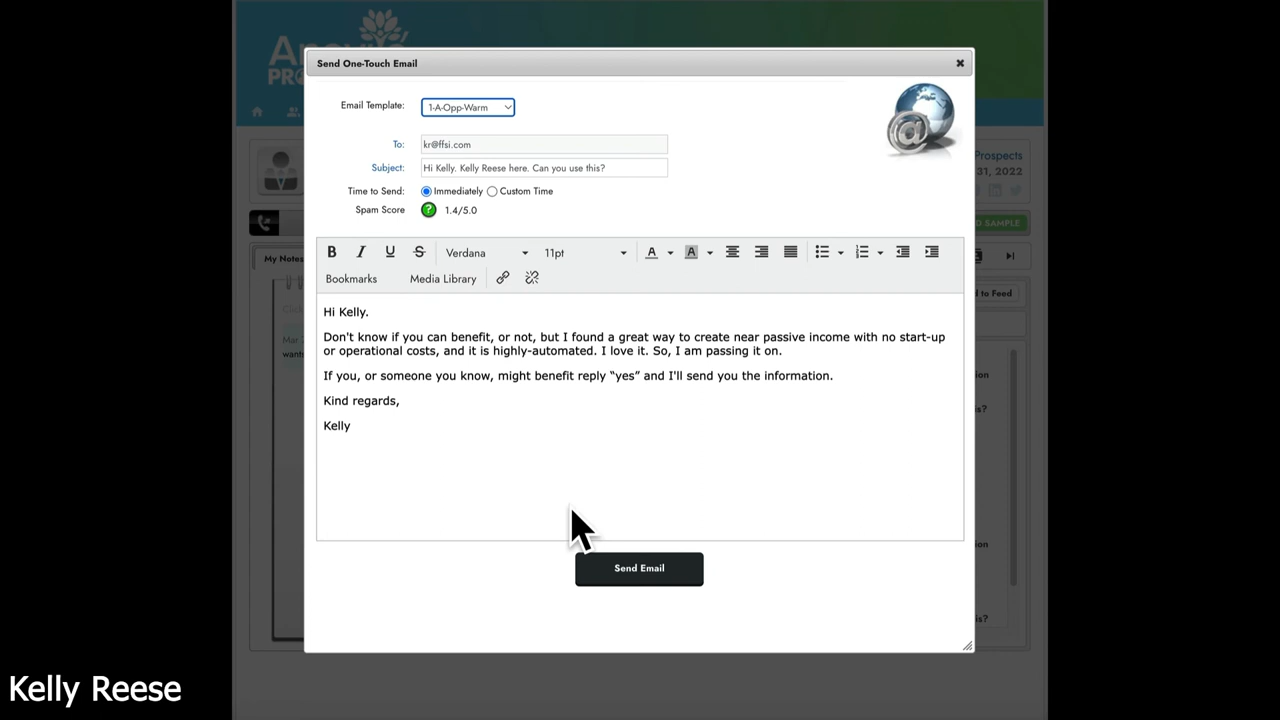 Send One-Touch Email
Email Template: 1-A-Opp-Warm
To: kr@ffsi.com
Subject: Hi Kelly. Kelly Reese here. Can you use this?
Time to Send: Immediately Custom Time
Spam Score ? 1.4/5.0
Prospects
31, 2022
SAMPLE
My Notes
to Feed
B I U S Verdana 11pt A A
Bookmarks Media Library
Hi Kelly.
Don't know if you can benefit, or not, but I found a great way to create near passive income with no start-up
or operational costs, and it is highly-automated. I love it. So, I am passing it on.
If you, or someone you know, might benefit reply “yes” and I'll send you the information.
Kind regards,
Kelly
Send Email
Kelly Reese